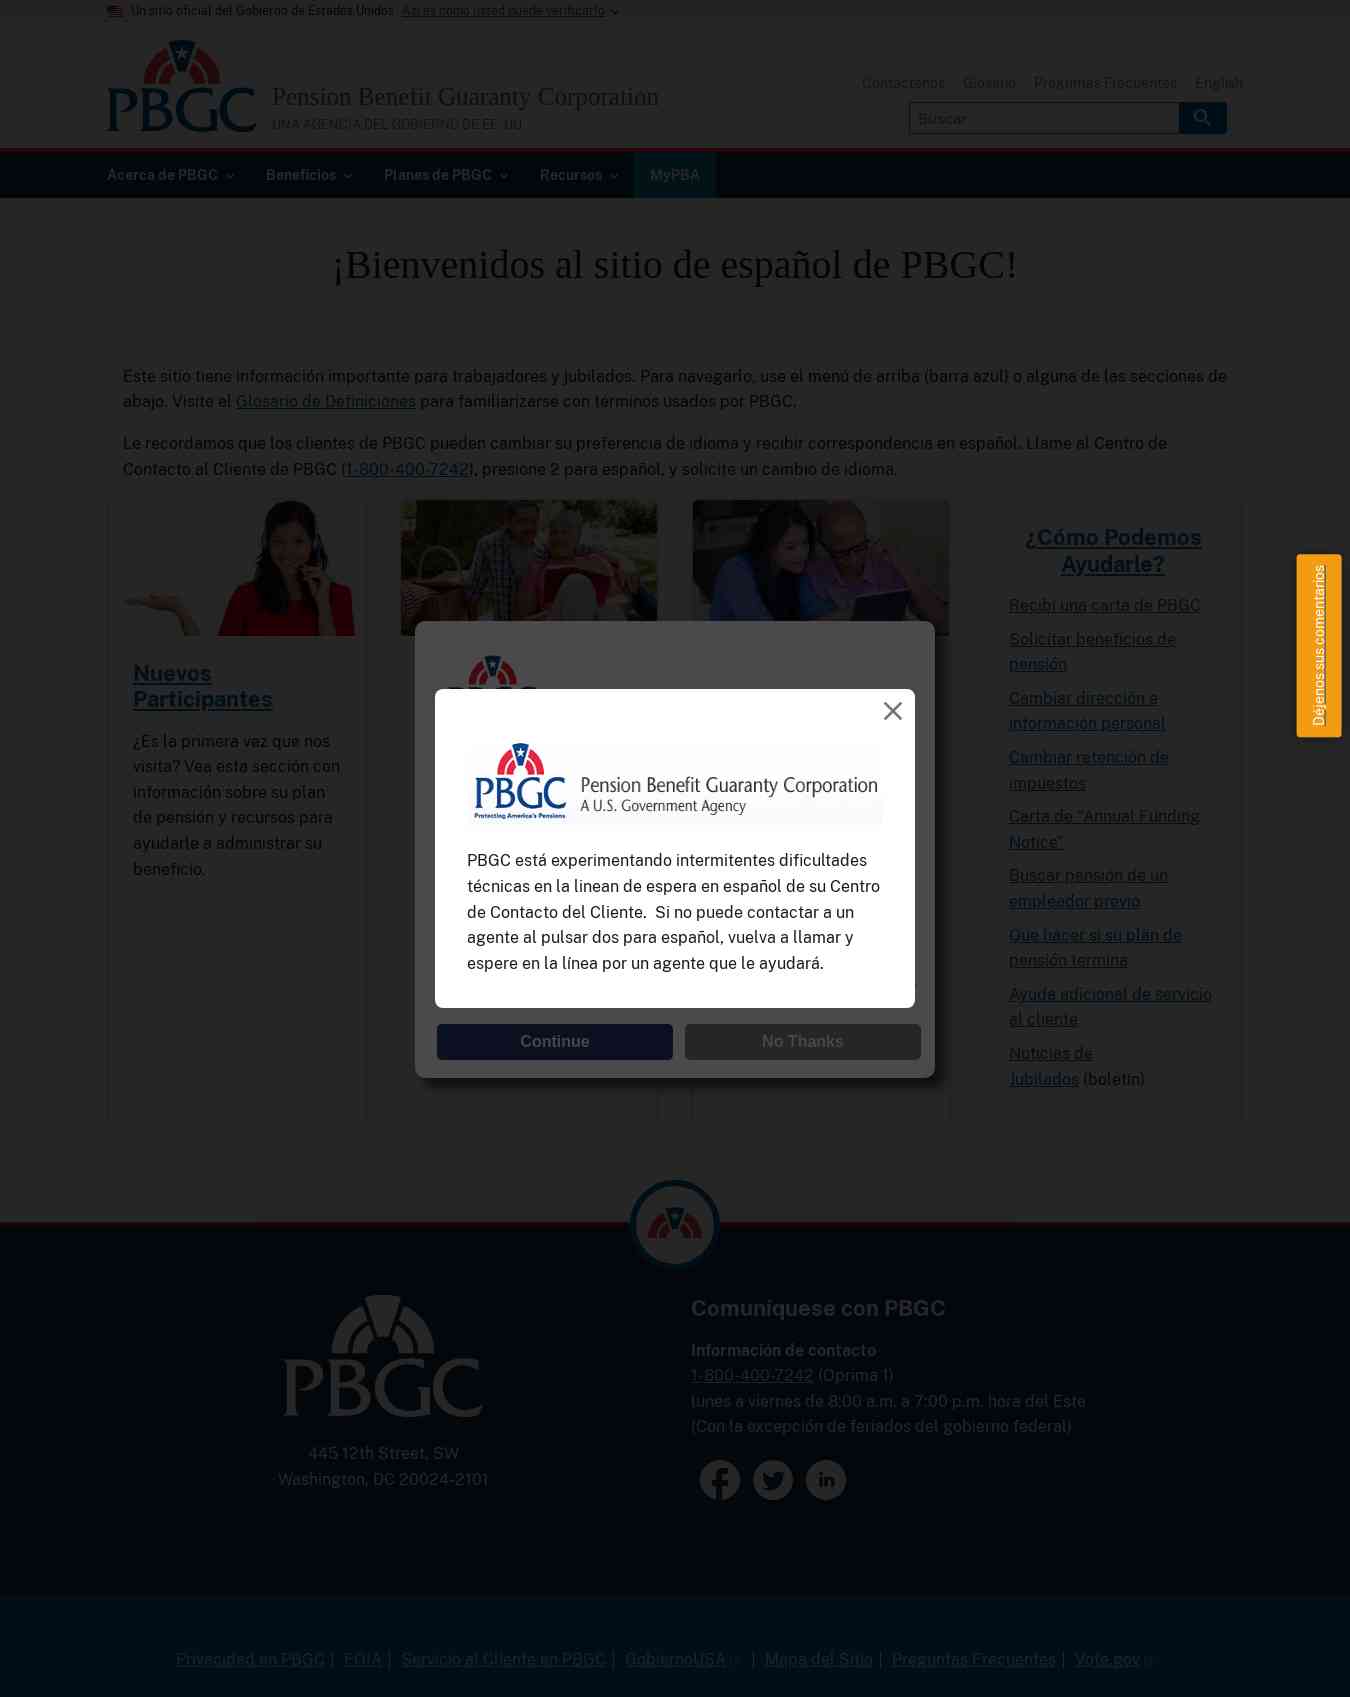 Un sitio oficial del Gobierno de Estados Unidos Así es como usted puede verificarlo
Pension Benefit Guaranty Corporation
PBGC
UNA AGENCIA DEL GOBIERNO DE EE. UU.
Contáctenos Glosario Preguntas Frecuentes English
Buscar
Acerca de PBGC Beneficios Planes de PBGC Recursos MyPBA
¡Bienvenidos al sitio de español de PBGC!
Este sitio tiene información importante para trabajadores y jubilados. Para navegarlo, use el menú de arriba (barra azul) o alguna de las secciones de
abajo. Visite el Glosario de Definiciones para familiarizarse con términos usados por PBGC.
Le recordamos que los clientes de PBGC pueden cambiar su preferencia de idioma y recibir correspondencia en español. Llame al Centro de
Contacto al Cliente de PBGC (1-800-400-7242), presione 2 para español, y solicite un cambio de idioma.
Nuevos
Participantes
¿Es la primera vez que nos
visita? Vea esta sección con
información sobre su plan
de pensión y recursos para
ayudarle a administrar su
beneficio.
PBGC
Pension Benefit Guaranty Corporation
A U.S. Government Agency
Protecting America's Pensions
PBGC está experimentando intermitentes dificultades
técnicas en la linean de espera en español de su Centro
de Contacto del Cliente. Si no puede contactar a un
agente al pulsar dos para español, vuelva a llamar y
espere en la línea por un agente que le ayudará.
Continue No Thanks
¿Cómo Podemos
Ayudarle?
Recibí una carta de PBGC
Solicitar beneficios de
pensión
Cambiar dirección e
información personal
Cambiar retención de
impuestos
Carta de "Annual Funding
Notice"
Buscar pensión de un
empleador previo
Que hacer si su plan de
pensión termina
Ayuda adicional de servicio
al cliente
Noticias de
Jubilados (boletín)
Déjenos sus comentarios
PBGC
445 12th Street, SW
Washington, DC 20024-2101
Comuníquese con PBGC
Información de contacto
1-800-400-7242 (Oprima 1)
lunes a viernes de 8:00 a.m. a 7:00 p.m. hora del Este
(Con la excepción de feriados del gobierno federal)
Privacidad en PBGC | FOIA | Servicio al Cliente en PBGC | GobiernoUSA | Mapa del Sitio | Preguntas Frecuentes | Vote.gov